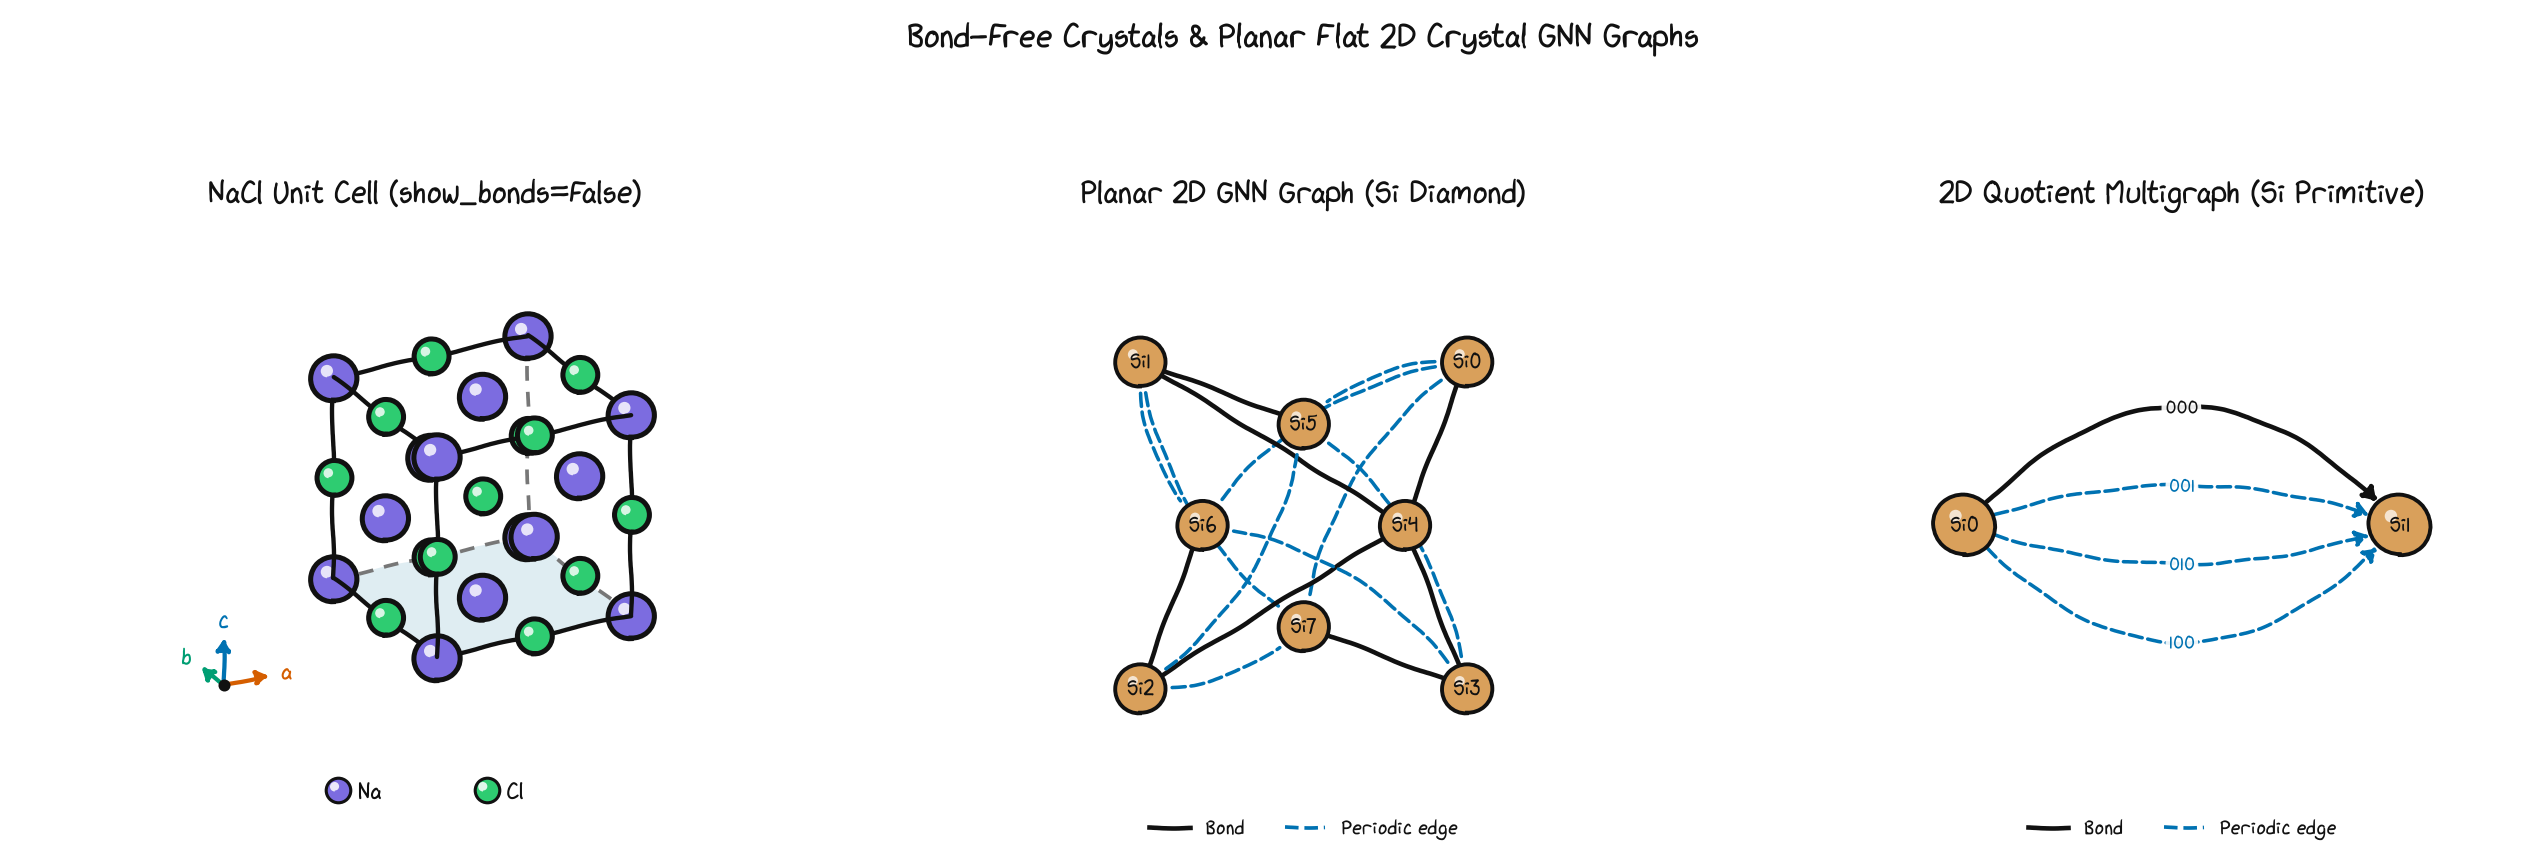 Bond-Free Crystals & Planar Flat 2D Crystal GNN Graphs
NaCl Unit Cell (show_bonds=False)
c
b
a
Na
Cl
Planar 2D GNN Graph (Si Diamond)
Si1
Si0
Si5
Si6
Si4
Si7
Si2
Si3
Bond
Periodic edge
2D Quotient Multigraph (Si Primitive)
000
001
Si0
Si1
010
100
Bond
Periodic edge